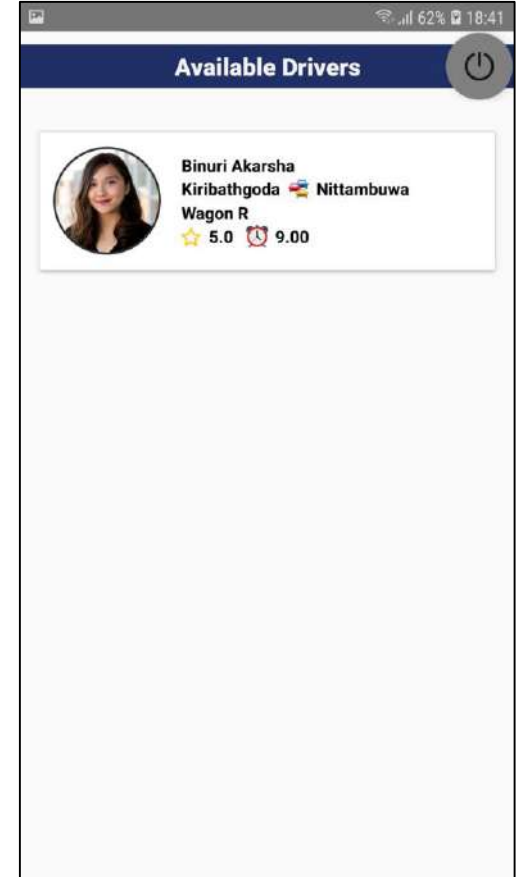 62% 18:41
Available Drivers
Binuri Akarsha
Kiribathgoda Nittambuwa
Wagon R
5.0 9.00